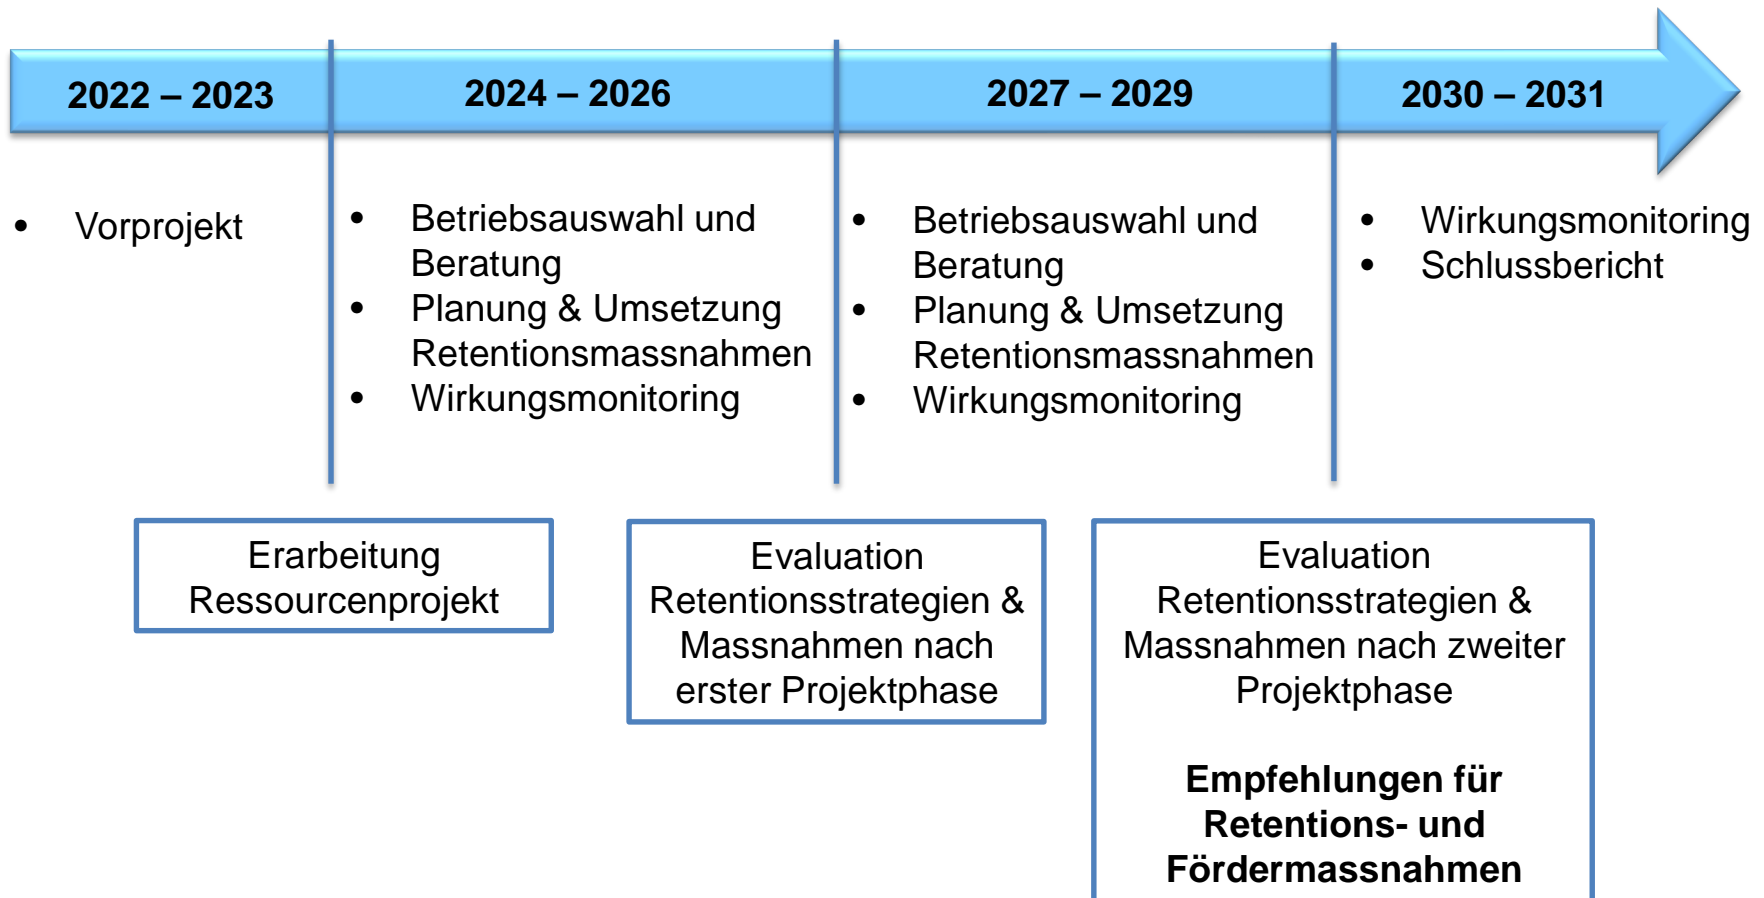 2022 – 2023
2024 – 2026
2027 – 2029
2030 – 2031
• Vorprojekt
• Betriebsauswahl und
Beratung
• Planung & Umsetzung
Retentionsmassnahmen
• Wirkungsmonitoring
• Betriebsauswahl und
Beratung
• Planung & Umsetzung
Retentionsmassnahmen
• Wirkungsmonitoring
• Wirkungsmonitoring
• Schlussbericht
Erarbeitung
Ressourcenprojekt
Evaluation
Retentionsstrategien &
Massnahmen nach
erster Projektphase
Evaluation
Retentionsstrategien &
Massnahmen nach zweiter
Projektphase
Empfehlungen für
Retentions- und
Fördermassnahmen